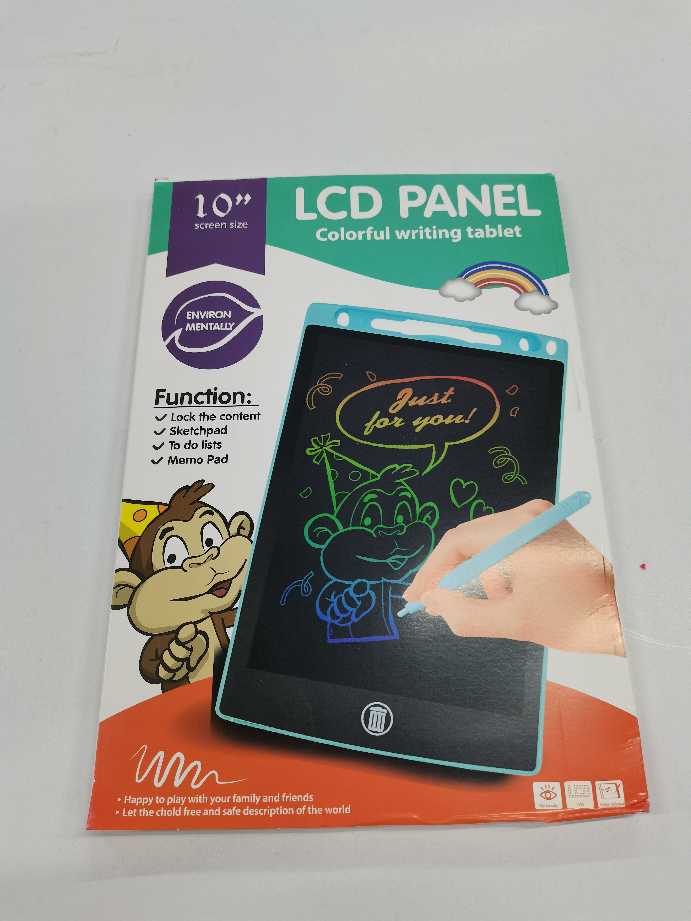 10”
screen size
LCD PANEL
Colorful writing tablet
ENVIRON
MENTALLY
Function:
Lock the content
Sketchpad
To do lists
Memo Pad
Just
for you!
• Happy to play with your family and friends
• Let the chold free and safe description of the world